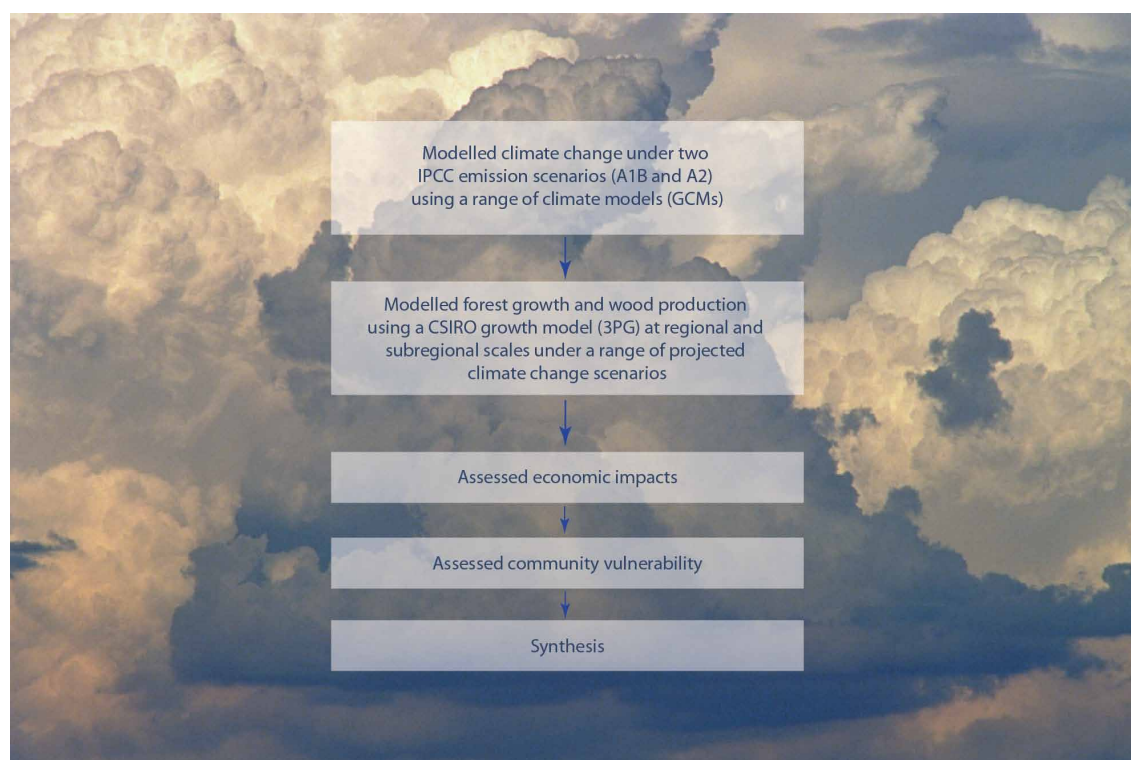 Modelled climate change under two
IPCC emission scenarios (A1B and A2)
using a range of climate models (GCMs)
Modelled forest growth and wood production
using a CSIRO growth model (3PG) at regional and
subregional scales under a range of projected
climate change scenarios
Assessed economic impacts
Assessed community vulnerability
Synthesis